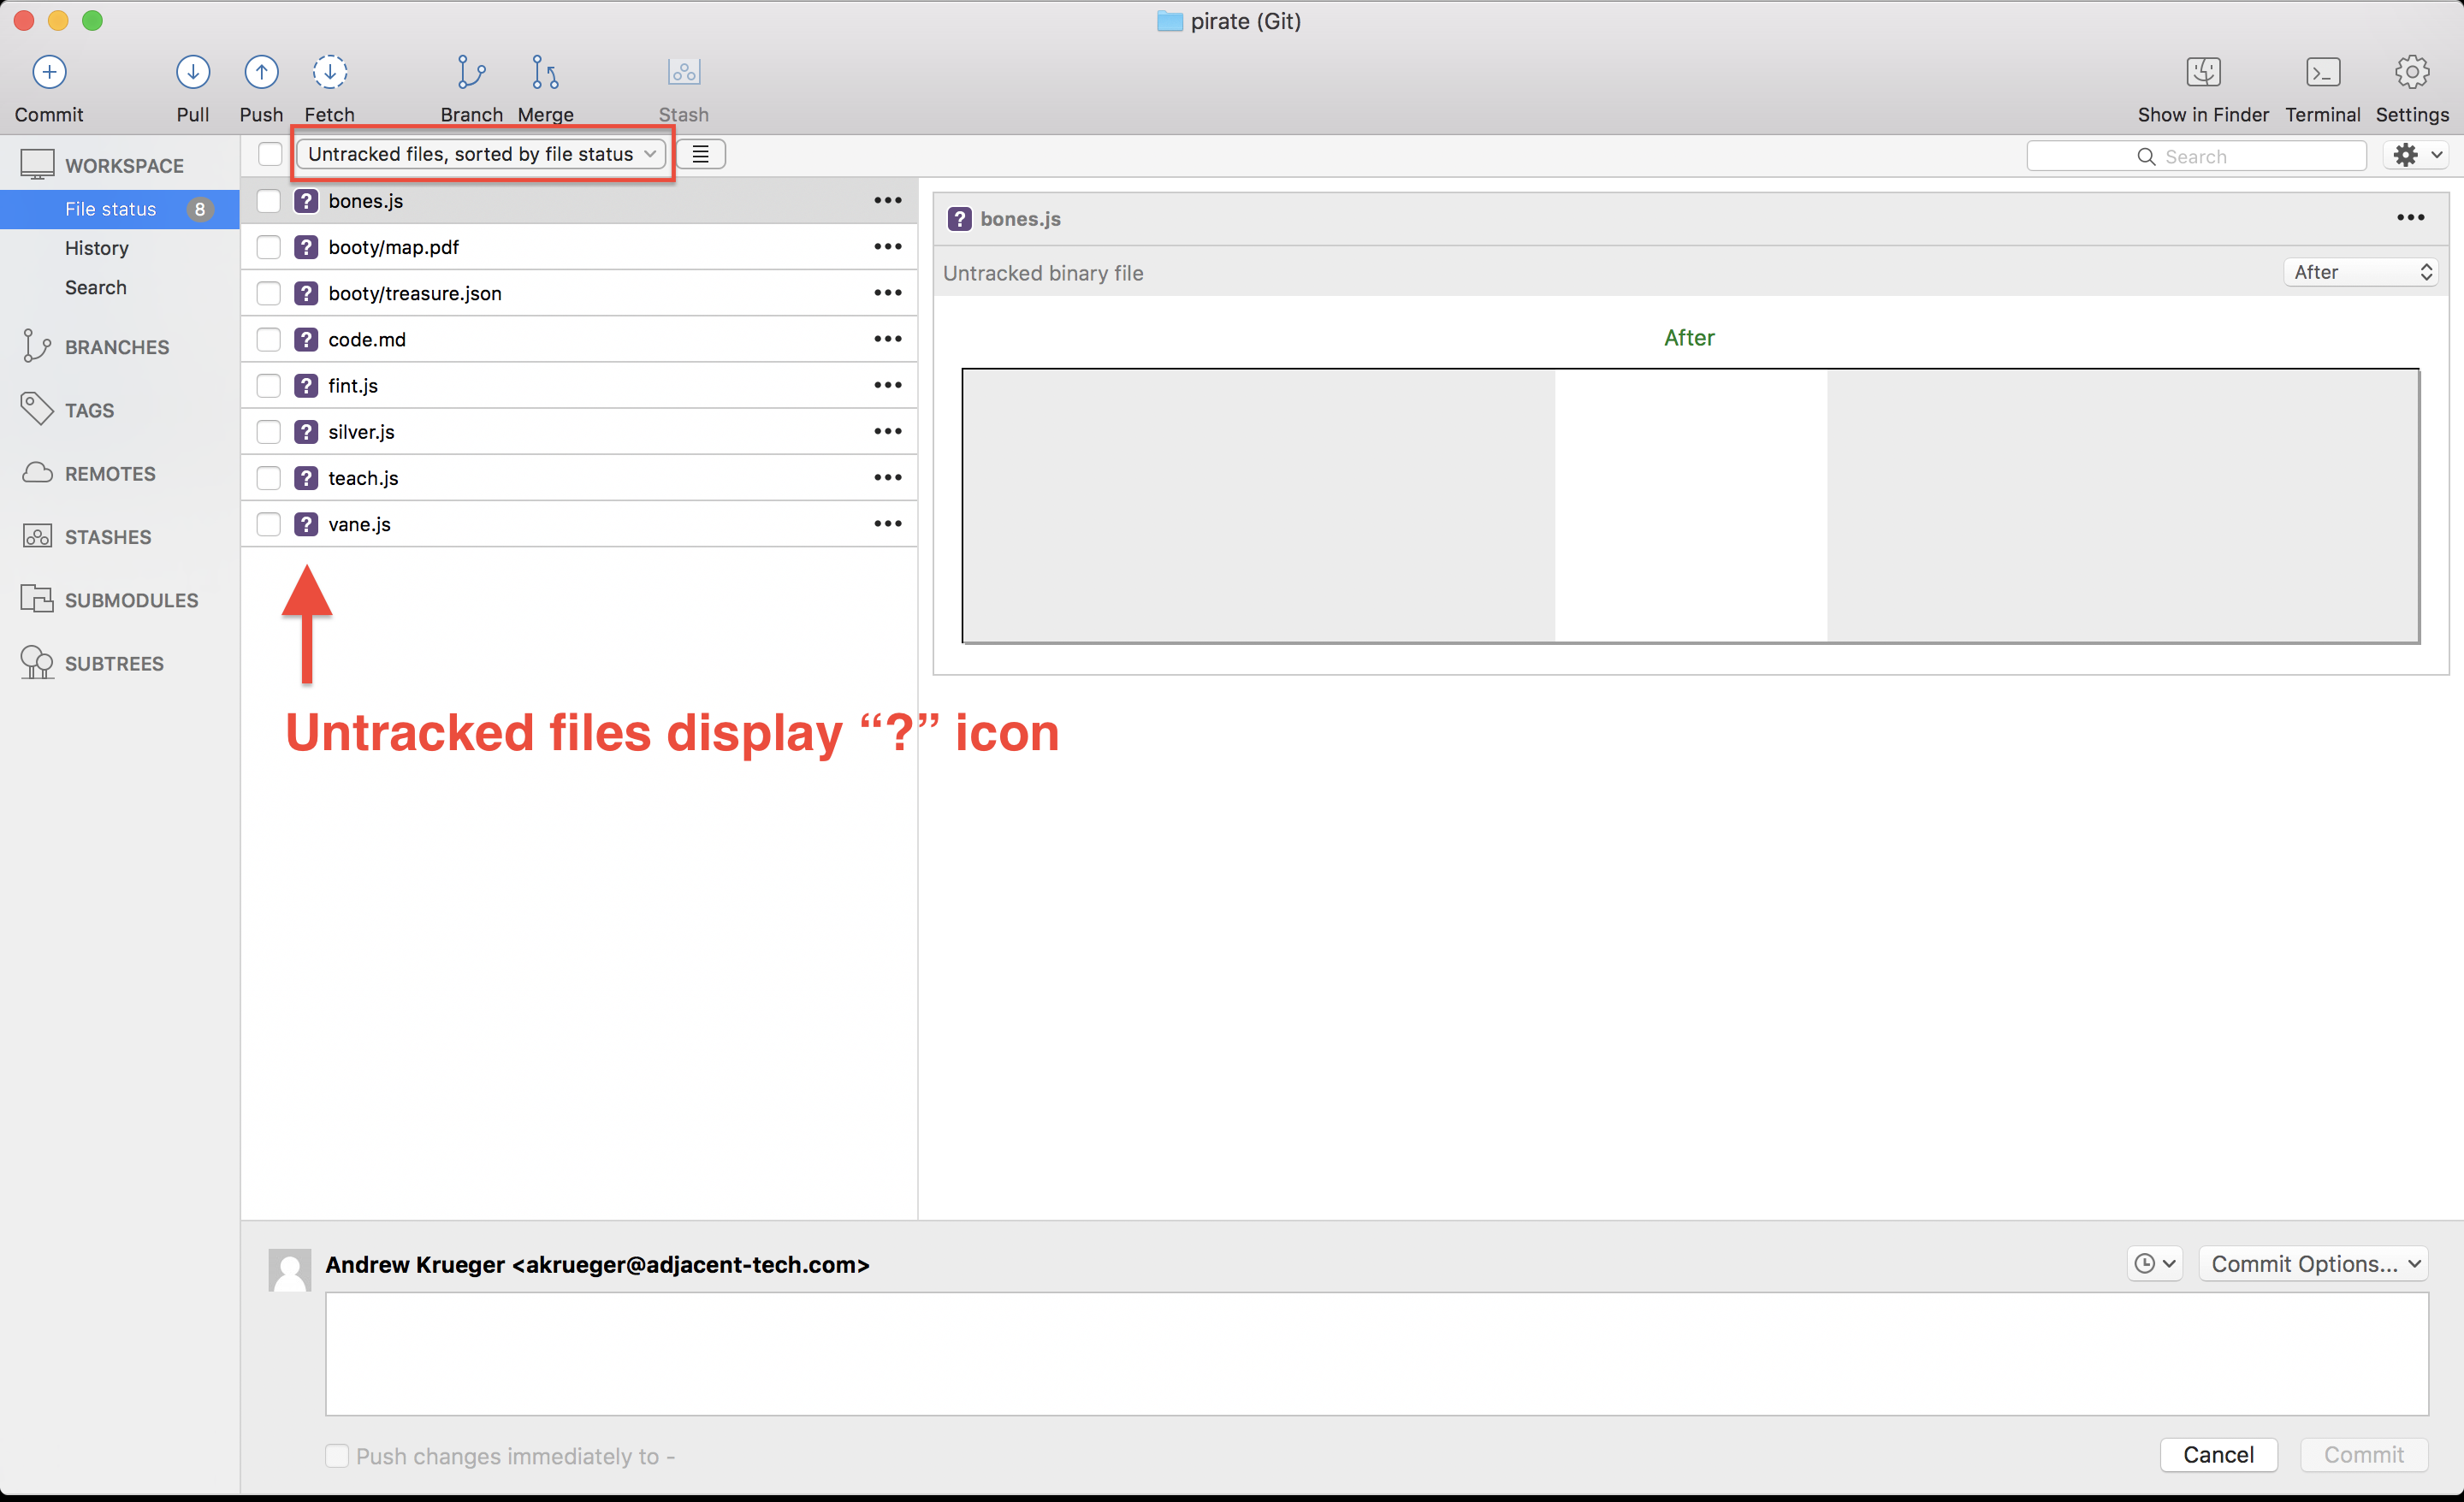 pirate (Git)
Commit Pull Push Fetch Branch Merge Stash Show in Finder Terminal Settings
Untracked files, sorted by file status
Search
WORKSPACE
File status 8
History
Search
BRANCHES
TAGS
REMOTES
STASHES
SUBMODULES
SUBTREES
? bones.js •••
? booty/map.pdf •••
? booty/treasure.json •••
? code.md •••
? fint.js •••
? silver.js •••
? teach.js •••
? vane.js •••
Untracked files display “?” icon
? bones.js •••
Untracked binary file After
After
Andrew Krueger <akrueger@adjacent-tech.com>
Commit Options...
Push changes immediately to -
Cancel Commit